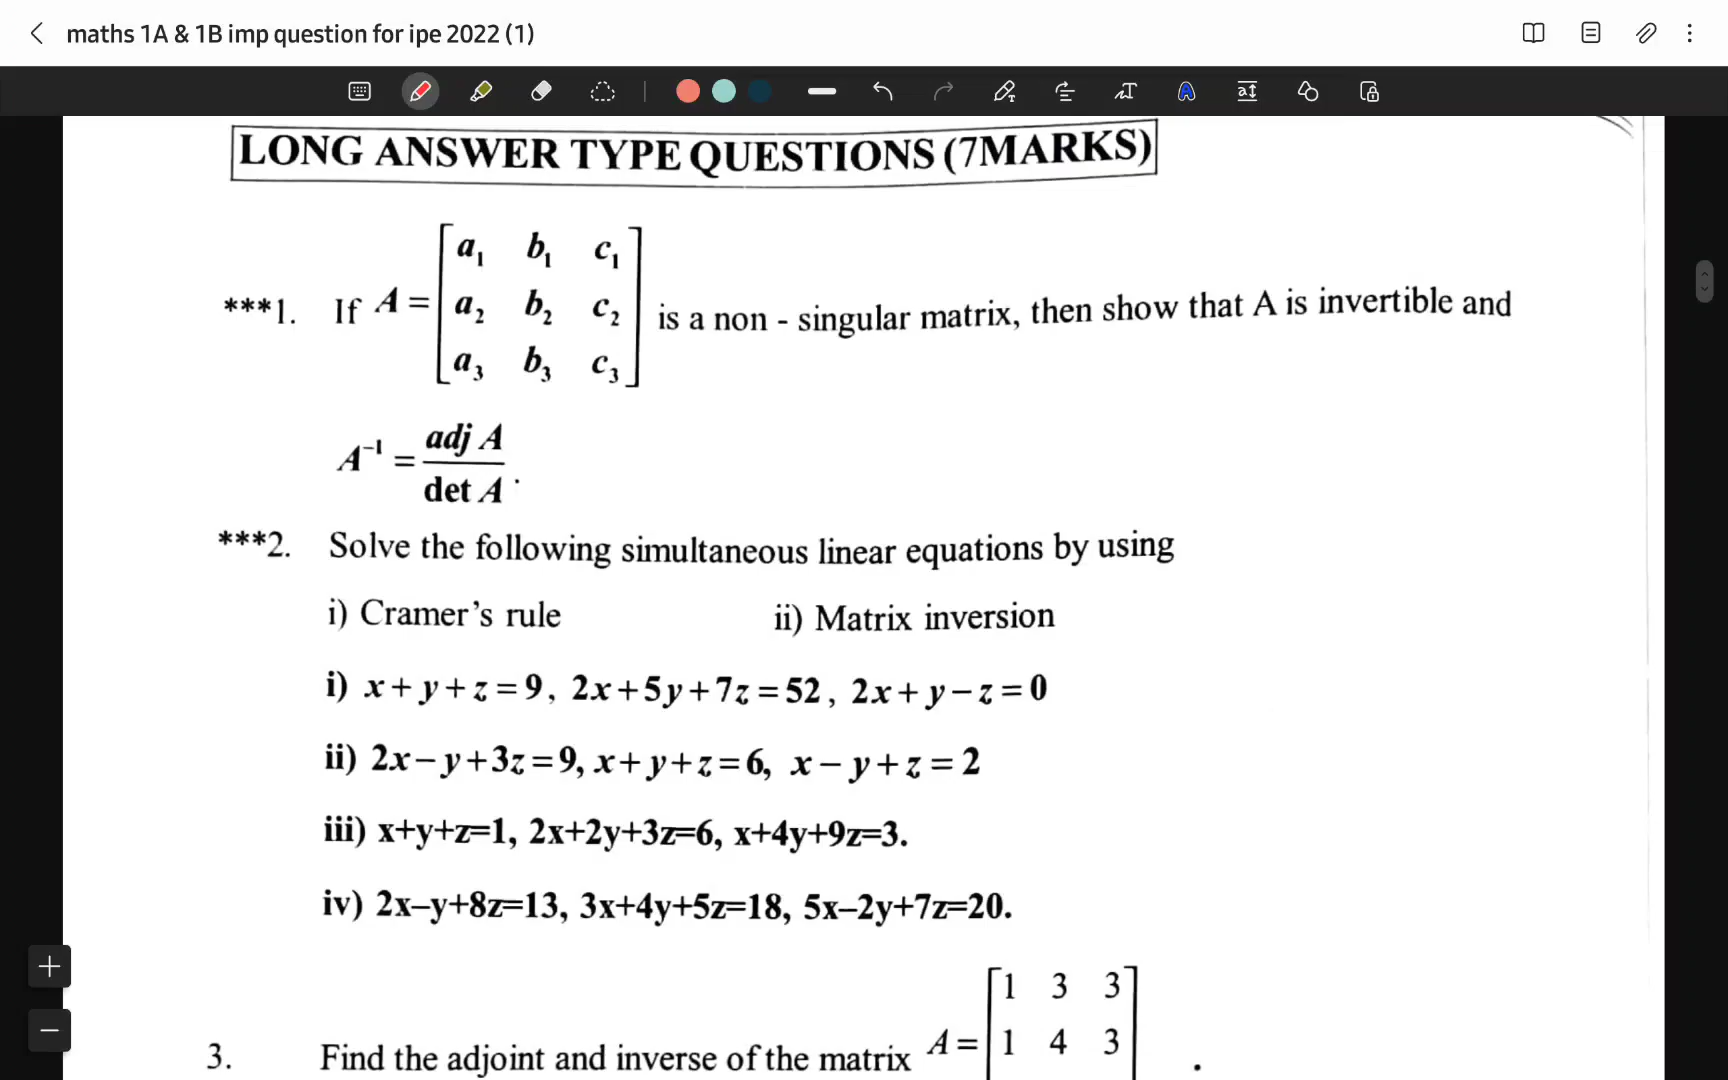 maths 1A & 1B imp question for ipe 2022 (1)
LONG ANSWER TYPE QUESTIONS (7MARKS)
a₁ b₁ c₁
***1. If A = a₂ b₂ c₂ is a non - singular matrix, then show that A is invertible and
a₃ b₃ c₃
A⁻¹ = adj A / det A .
***2. Solve the following simultaneous linear equations by using
i) Cramer's rule ii) Matrix inversion
i) x + y + z = 9, 2x + 5y + 7z = 52, 2x + y − z = 0
ii) 2x − y + 3z = 9, x + y + z = 6, x − y + z = 2
iii) x+y+z=1, 2x+2y+3z=6, x+4y+9z=3.
iv) 2x–y+8z=13, 3x+4y+5z=18, 5x–2y+7z=20.
1 3 3
3. Find the adjoint and inverse of the matrix A = 1 4 3 .